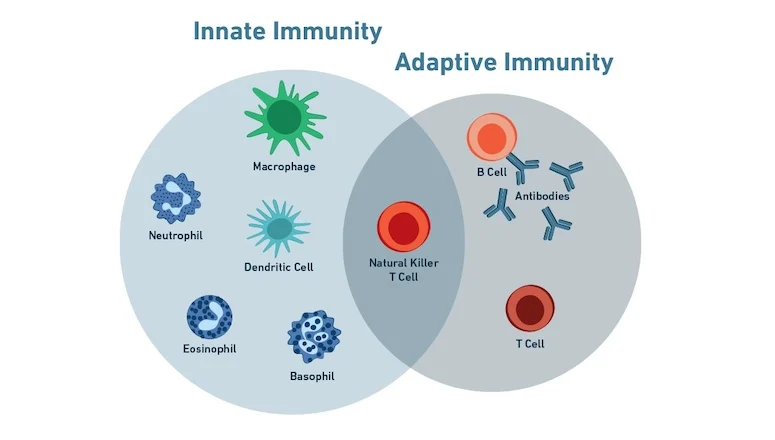 Innate Immunity
Adaptive Immunity
Macrophage
B Cell
Antibodies
Neutrophil
Dendritic Cell
Natural Killer
T Cell
Eosinophil
Basophil
T Cell